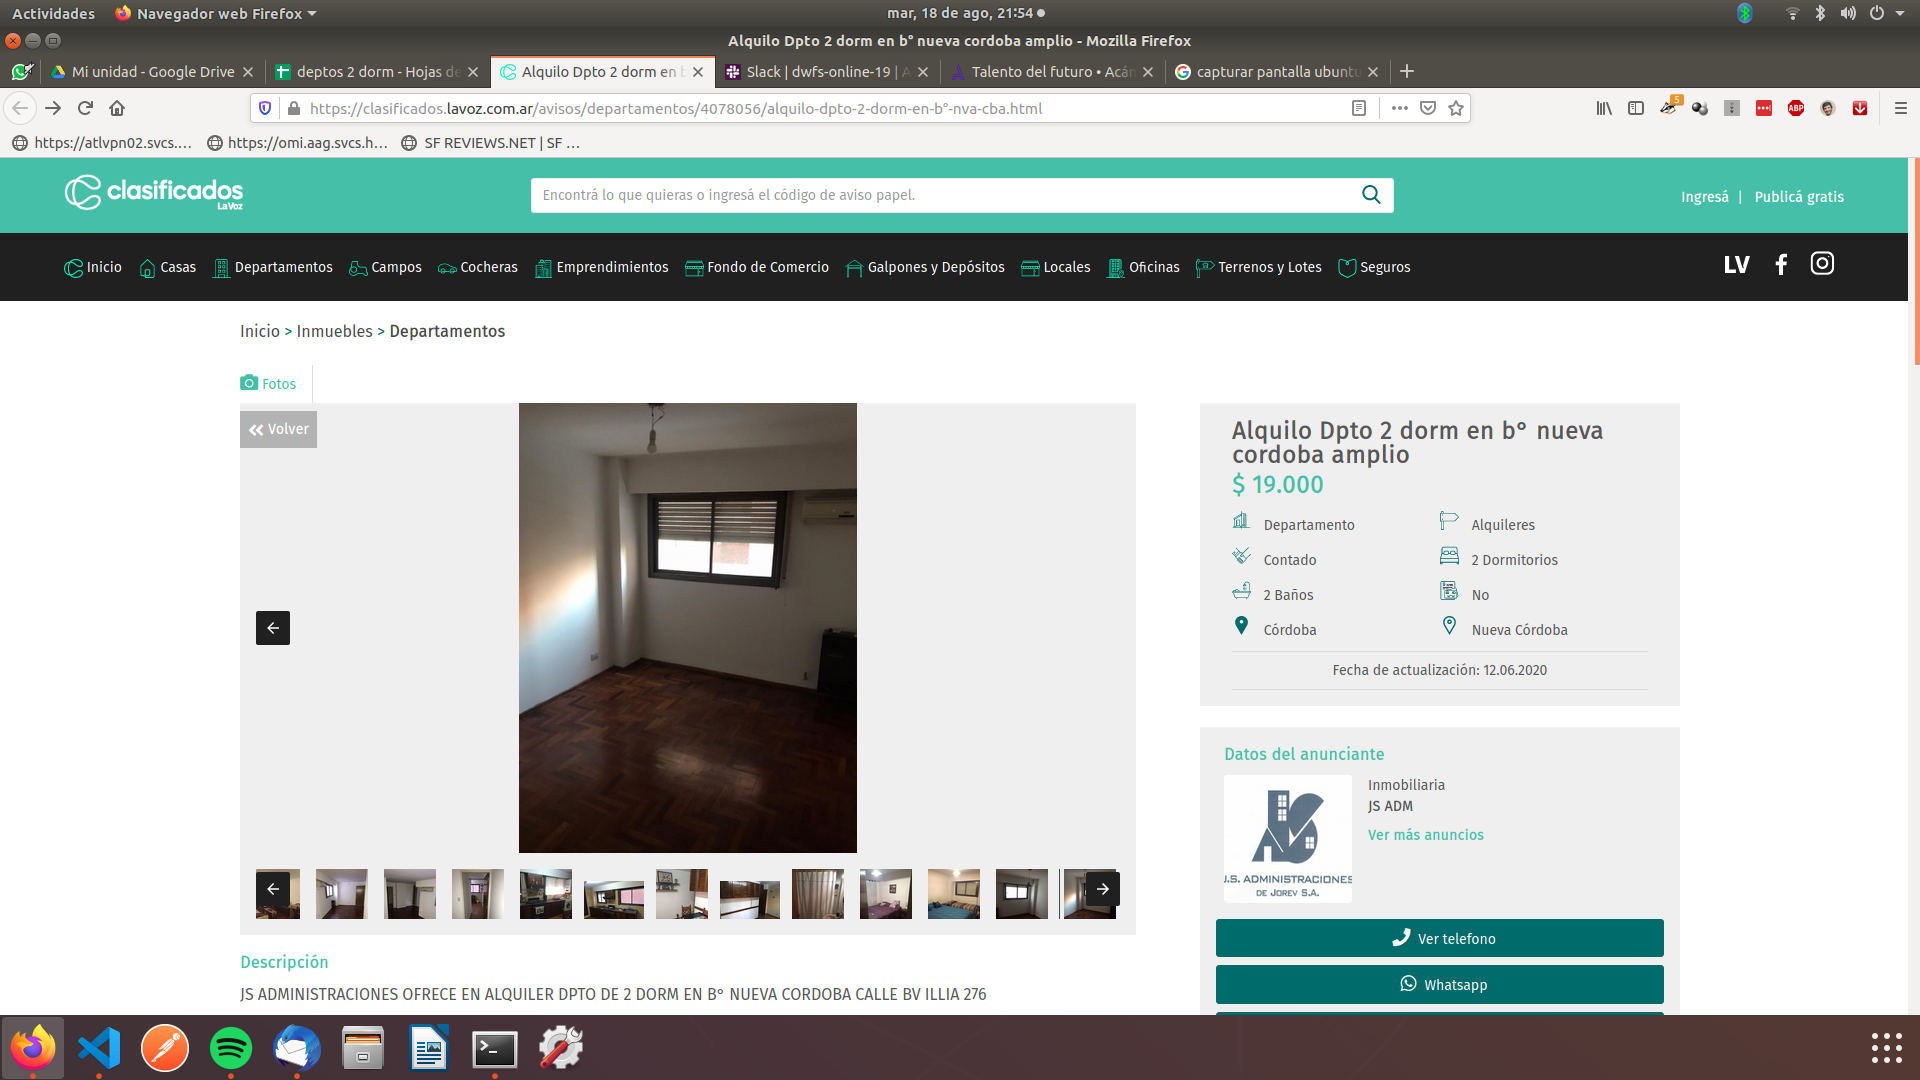 Actividades
Navegador web Firefox
mar, 18 de ago, 21:54
Alquilo Dpto 2 dorm en b° nueva cordoba amplio - Mozilla Firefox
Mi unidad - Google Drive
deptos 2 dorm - Hojas de
Alquilo Dpto 2 dorm en b
Slack | dwfs-online-19 | A
Talento del futuro • Acám
capturar pantalla ubuntu
https://clasificados.lavoz.com.ar/avisos/departamentos/4078056/alquilo-dpto-2-dorm-en-b°-nva-cba.html
5
ABP
https://atlvpn02.svcs....
https://omi.aag.svcs.h...
SF REVIEWS.NET | SF ...
clasificados
La Voz
Encontrá lo que quieras o ingresá el código de aviso papel.
Ingresá | Publicá gratis
Inicio
Casas
Departamentos
Campos
Cocheras
Emprendimientos
Fondo de Comercio
Galpones y Depósitos
Locales
Oficinas
Terrenos y Lotes
Seguros
LV
Inicio > Inmuebles > Departamentos
Fotos
Volver
Alquilo Dpto 2 dorm en b° nueva
cordoba amplio
$ 19.000
Departamento
Alquileres
Contado
2 Dormitorios
2 Baños
No
Córdoba
Nueva Córdoba
Fecha de actualización: 12.06.2020
Datos del anunciante
Inmobiliaria
JS ADM
Ver más anuncios
J.S. ADMINISTRACIONES
DE JOREV S.A.
Ver telefono
Whatsapp
Descripción
JS ADMINISTRACIONES OFRECE EN ALQUILER DPTO DE 2 DORM EN B° NUEVA CORDOBA CALLE BV ILLIA 276